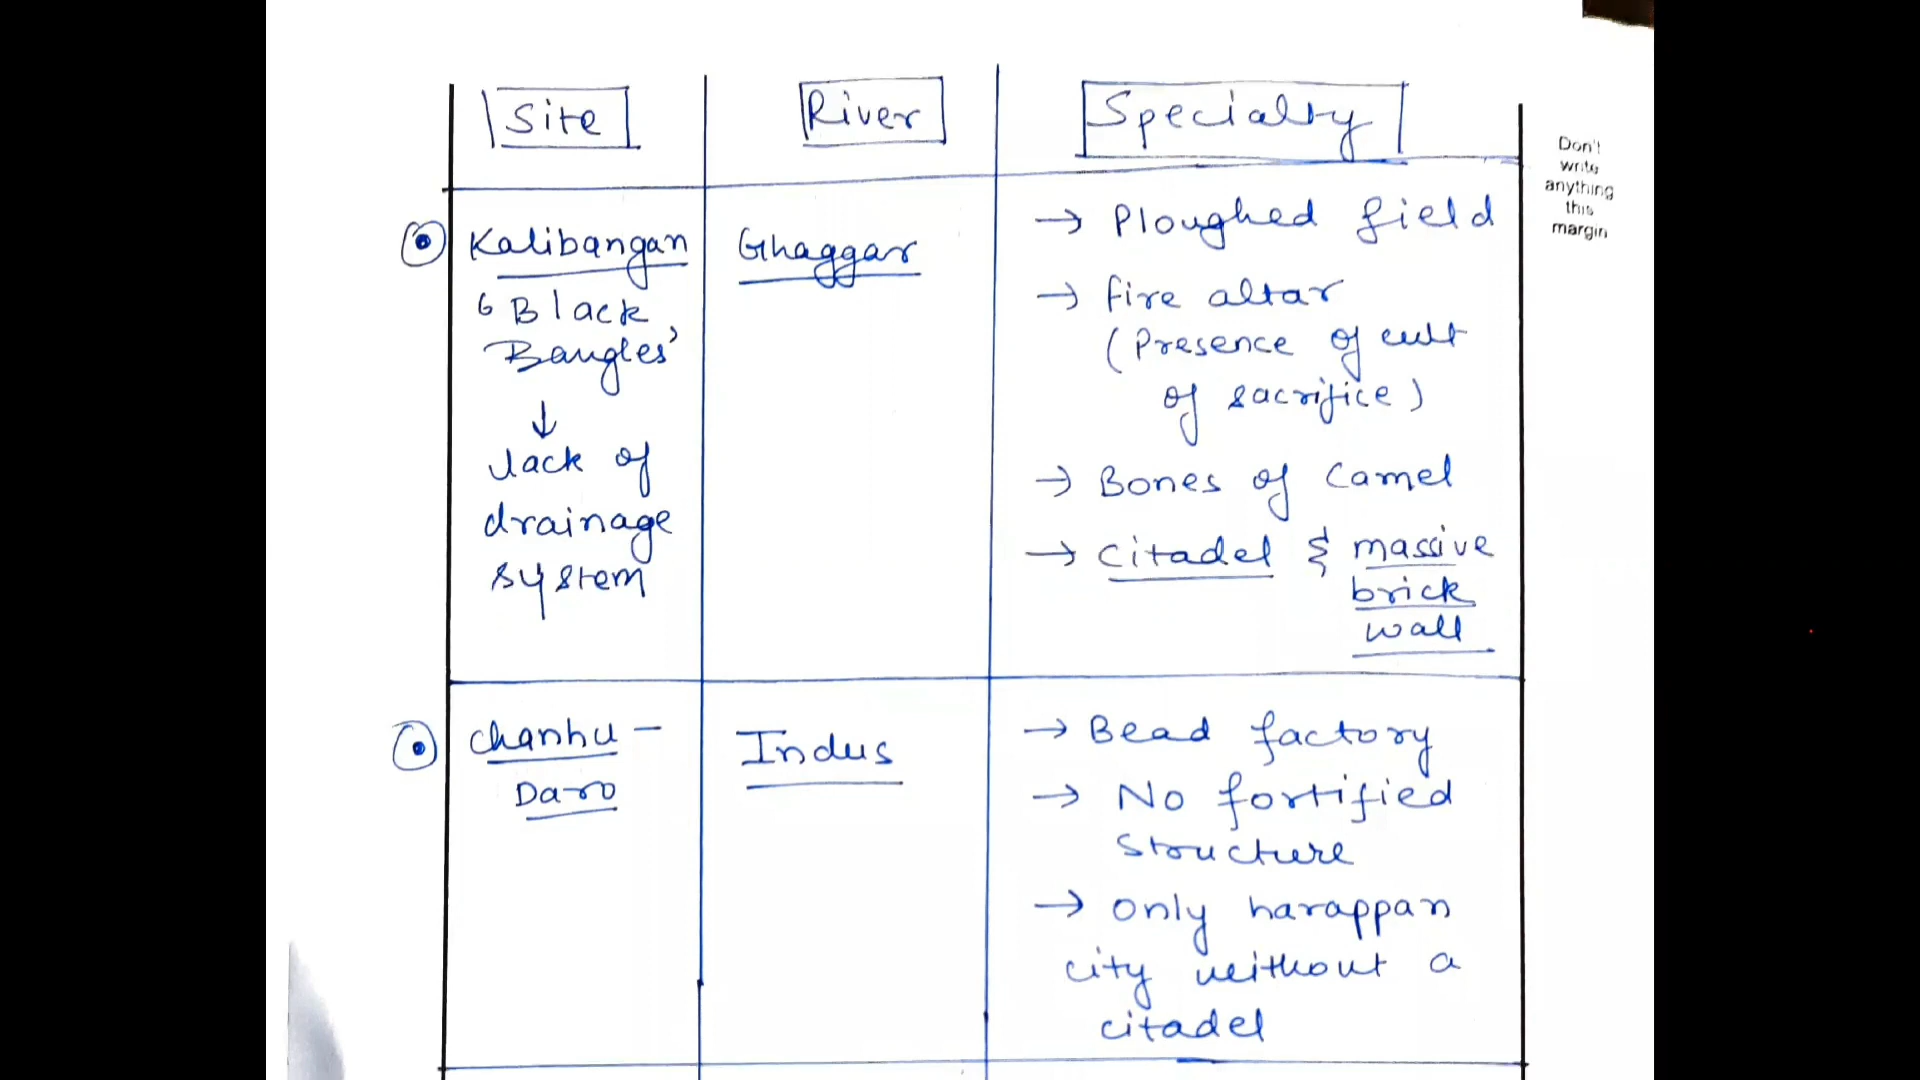 Site River Specialty
Don't
write
anything
this
margin
Kalibangan Ghaggar → Ploughed field
‘Black
Bangles’
↓
lack of
drainage
system
→ fire altar
(Presence of cult
of sacrifice)
→ Bones of Camel
→ Citadel & massive
brick
wall
Chanhu-
Daro
Indus
→ Bead factory
→ No fortified
structure
→ only harappan
city without a
citadel